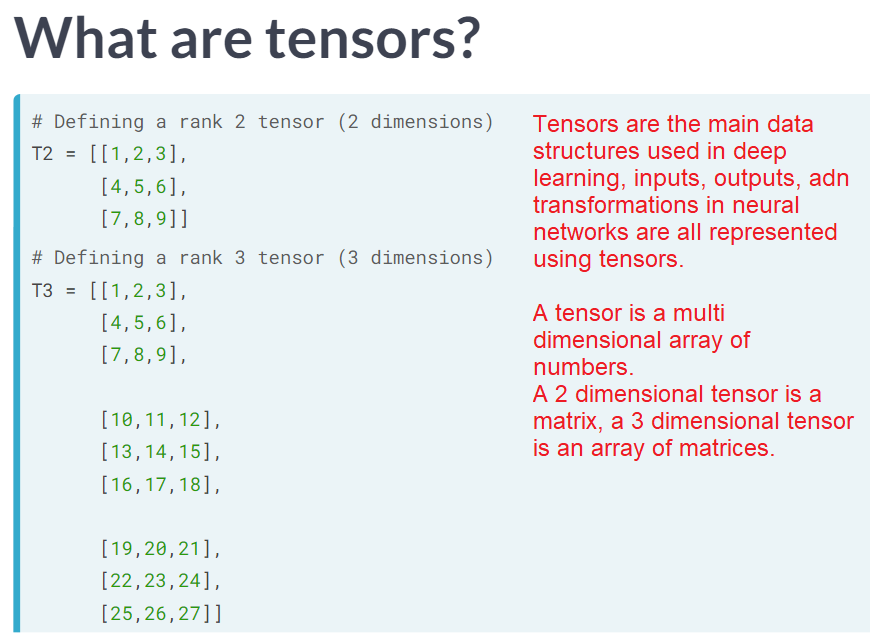 What are tensors?
# Defining a rank 2 tensor (2 dimensions)
T2 = [[1,2,3],
[4,5,6],
[7,8,9]]
# Defining a rank 3 tensor (3 dimensions)
T3 = [[1,2,3],
[4,5,6],
[7,8,9],
[10,11,12],
[13,14,15],
[16,17,18],
[19,20,21],
[22,23,24],
[25,26,27]]
Tensors are the main data
structures used in deep
learning, inputs, outputs, adn
transformations in neural
networks are all represented
using tensors.
A tensor is a multi
dimensional array of
numbers.
A 2 dimensional tensor is a
matrix, a 3 dimensional tensor
is an array of matrices.